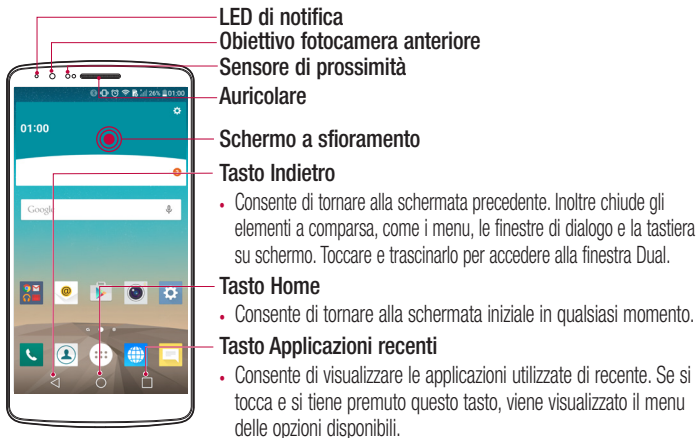 LED di notifica
Obiettivo fotocamera anteriore
Sensore di prossimità
Auricolare
26% 01:00
01:00
Schermo a sfioramento
Google
Tasto Indietro
• Consente di tornare alla schermata precedente. Inoltre chiude gli
elementi a comparsa, come i menu, le finestre di dialogo e la tastiera
su schermo. Toccare e trascinarlo per accedere alla finestra Dual.
Tasto Home
• Consente di tornare alla schermata iniziale in qualsiasi momento.
Tasto Applicazioni recenti
• Consente di visualizzare le applicazioni utilizzate di recente. Se si
tocca e si tiene premuto questo tasto, viene visualizzato il menu
delle opzioni disponibili.